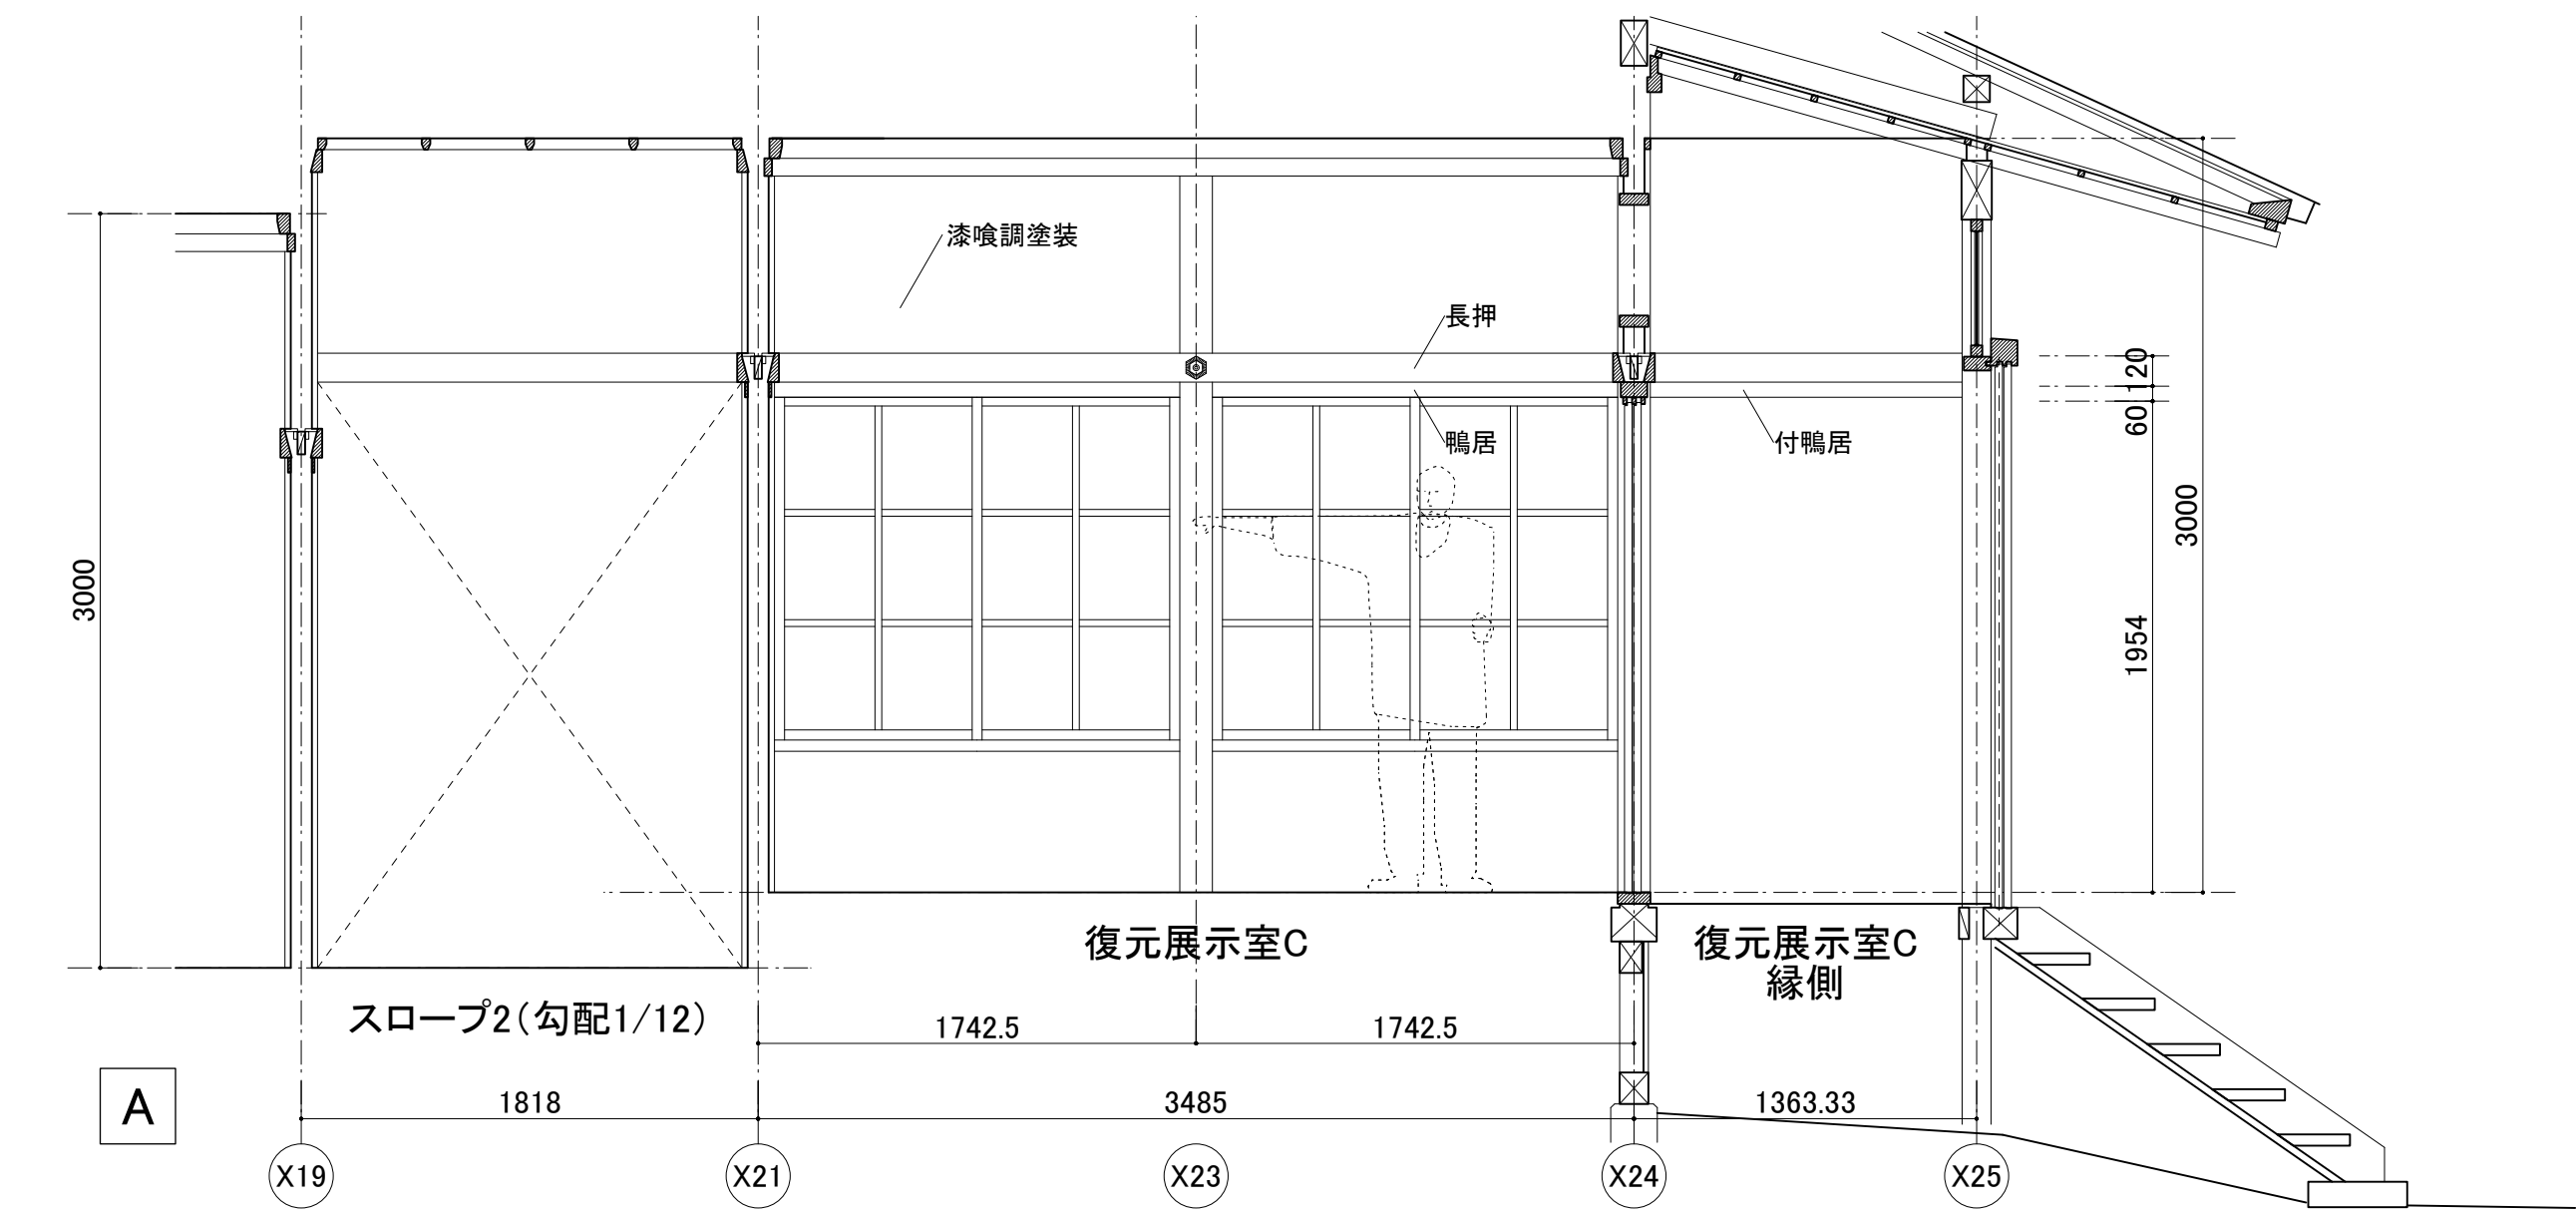 漆喰調塗装
長押
鴨居
付鴨居
120
60
3000
1954
3000
復元展示室C
復元展示室C
縁側
スロープ2(勾配1/12)
1742.5
1742.5
A
1818
3485
1363.33
X19
X21
X23
X24
X25